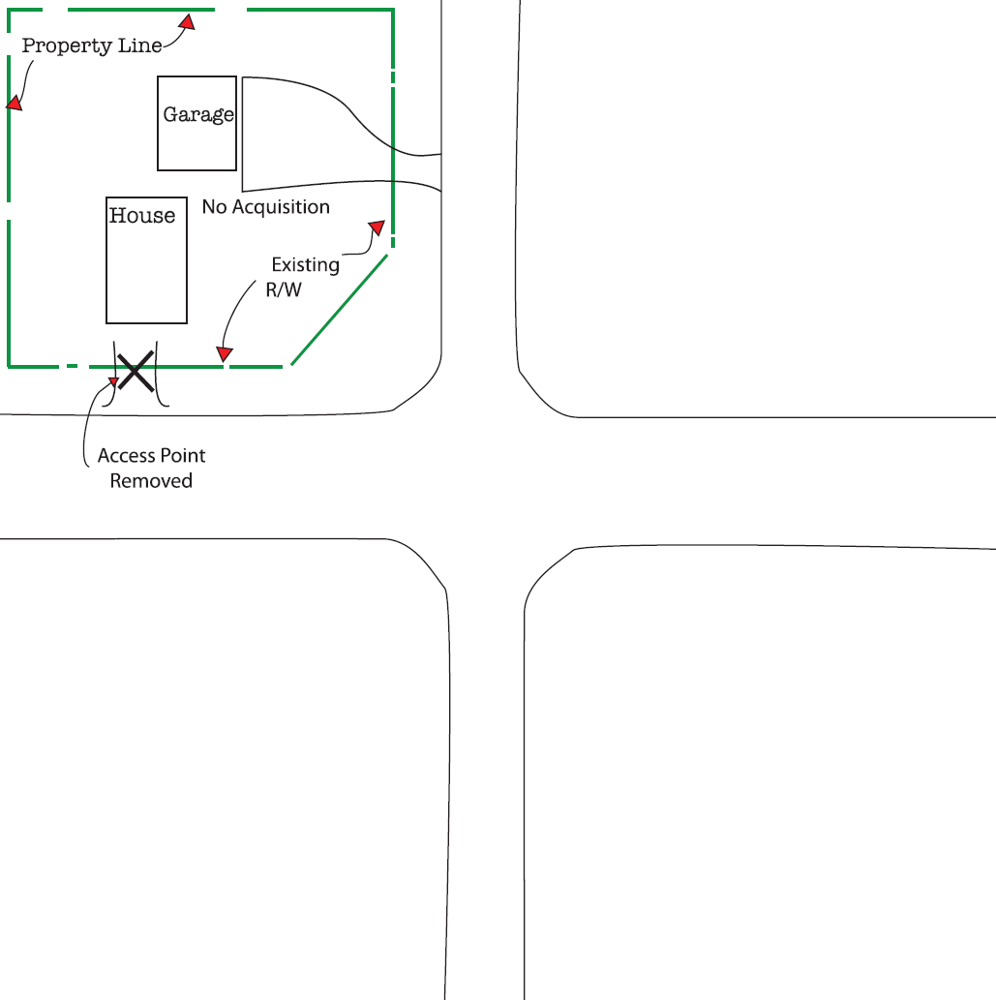 Property Line
Garage
House
No Acquisition
Existing
R/W
Access Point
Removed